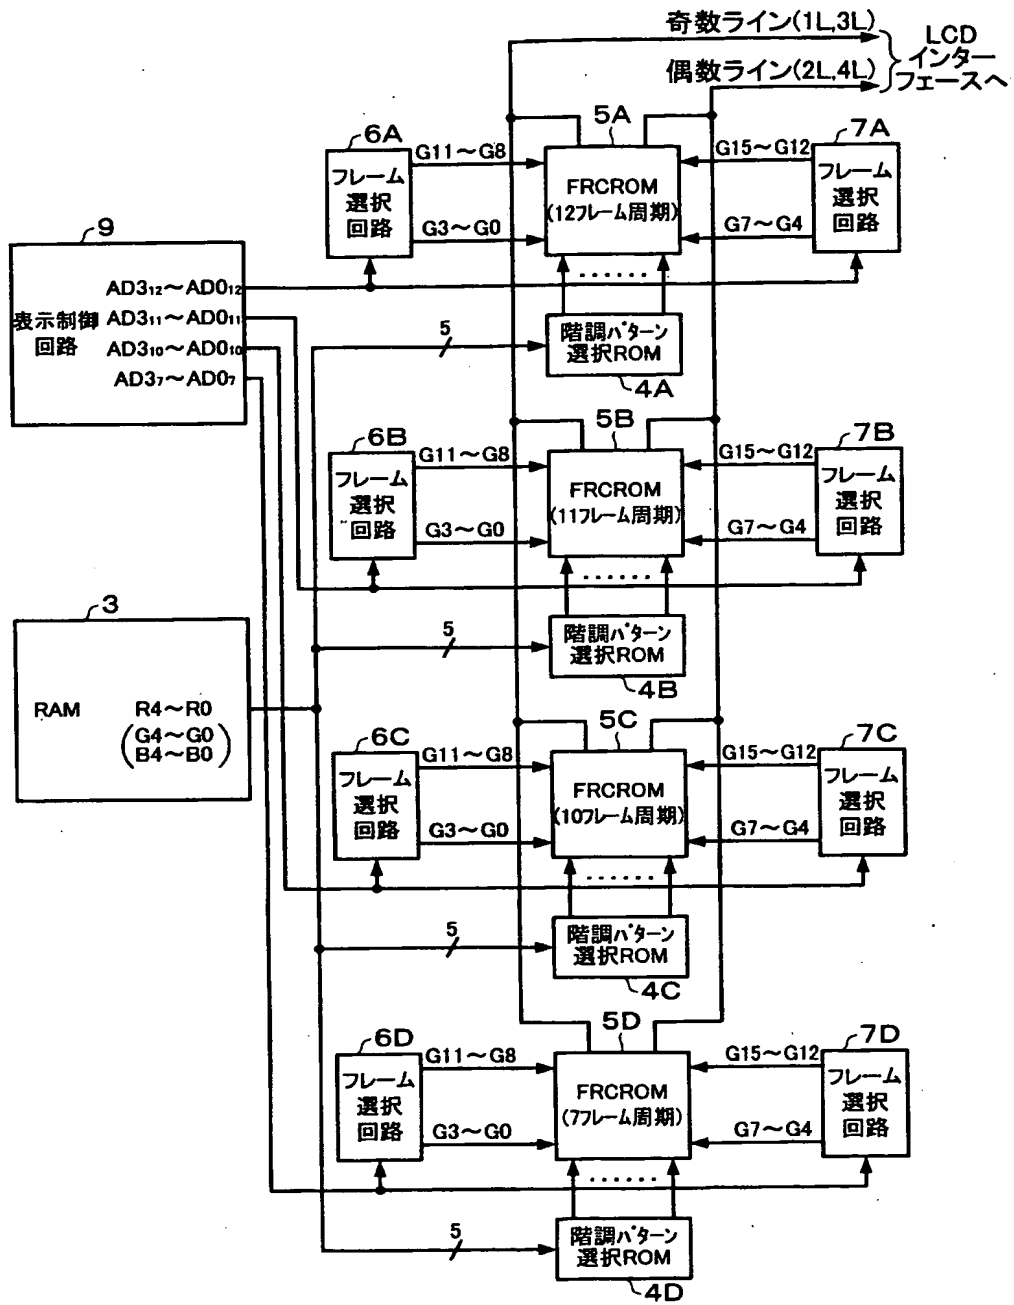 奇数ライン(1L,3L)
偶数ライン(2L,4L)
LCD
インター
フェースへ
6A
フレーム
選択
回路
G11～G8
G3～G0
5A
FRCROM
(12フレーム周期)
G15～G12
G7～G4
7A
フレーム
選択
回路
......
9
表示制御
回路
AD3₁₂～AD0₁₂
AD3₁₁～AD0₁₁
AD3₁₀～AD0₁₀
AD3₇～AD0₇
5
階調パターン
選択ROM
4A
6B
フレーム
選択
回路
G11～G8
G3～G0
5B
FRCROM
(11フレーム周期)
G15～G12
G7～G4
7B
フレーム
選択
回路
......
5
階調パターン
選択ROM
4B
3
RAM
R4～R0
(G4～G0
B4～B0)
6C
フレーム
選択
回路
G11～G8
G3～G0
5C
FRCROM
(10フレーム周期)
G15～G12
G7～G4
7C
フレーム
選択
回路
......
5
階調パターン
選択ROM
4C
6D
フレーム
選択
回路
G11～G8
G3～G0
5D
FRCROM
(7フレーム周期)
G15～G12
G7～G4
7D
フレーム
選択
回路
......
5
階調パターン
選択ROM
4D